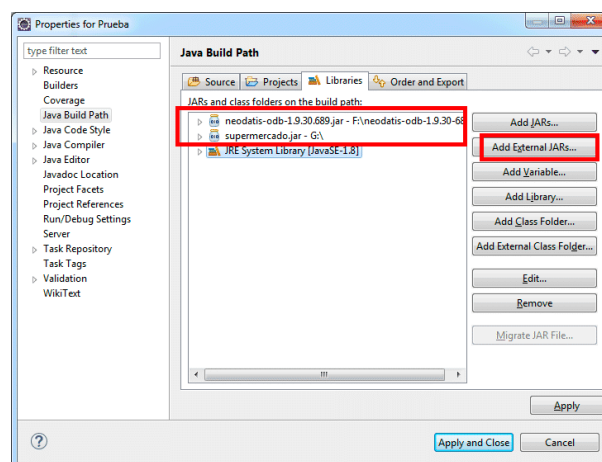 Properties for Prueba
type filter text
Java Build Path
Resource
Builders
Coverage
Java Build Path
Java Code Style
Java Compiler
Java Editor
Javadoc Location
Project Facets
Project References
Run/Debug Settings
Server
Task Repository
Task Tags
Validation
WikiText
Source Projects Libraries Order and Export
JARs and class folders on the build path:
neodatis-odb-1.9.30.689.jar - F:\neodatis-odb-1.9.30-68
supermercado.jar - G:\
JRE System Library [JavaSE-1.8]
Add JARs...
Add External JARs...
Add Variable...
Add Library...
Add Class Folder...
Add External Class Folder...
Edit...
Remove
Migrate JAR File...
Apply
Apply and Close
Cancel